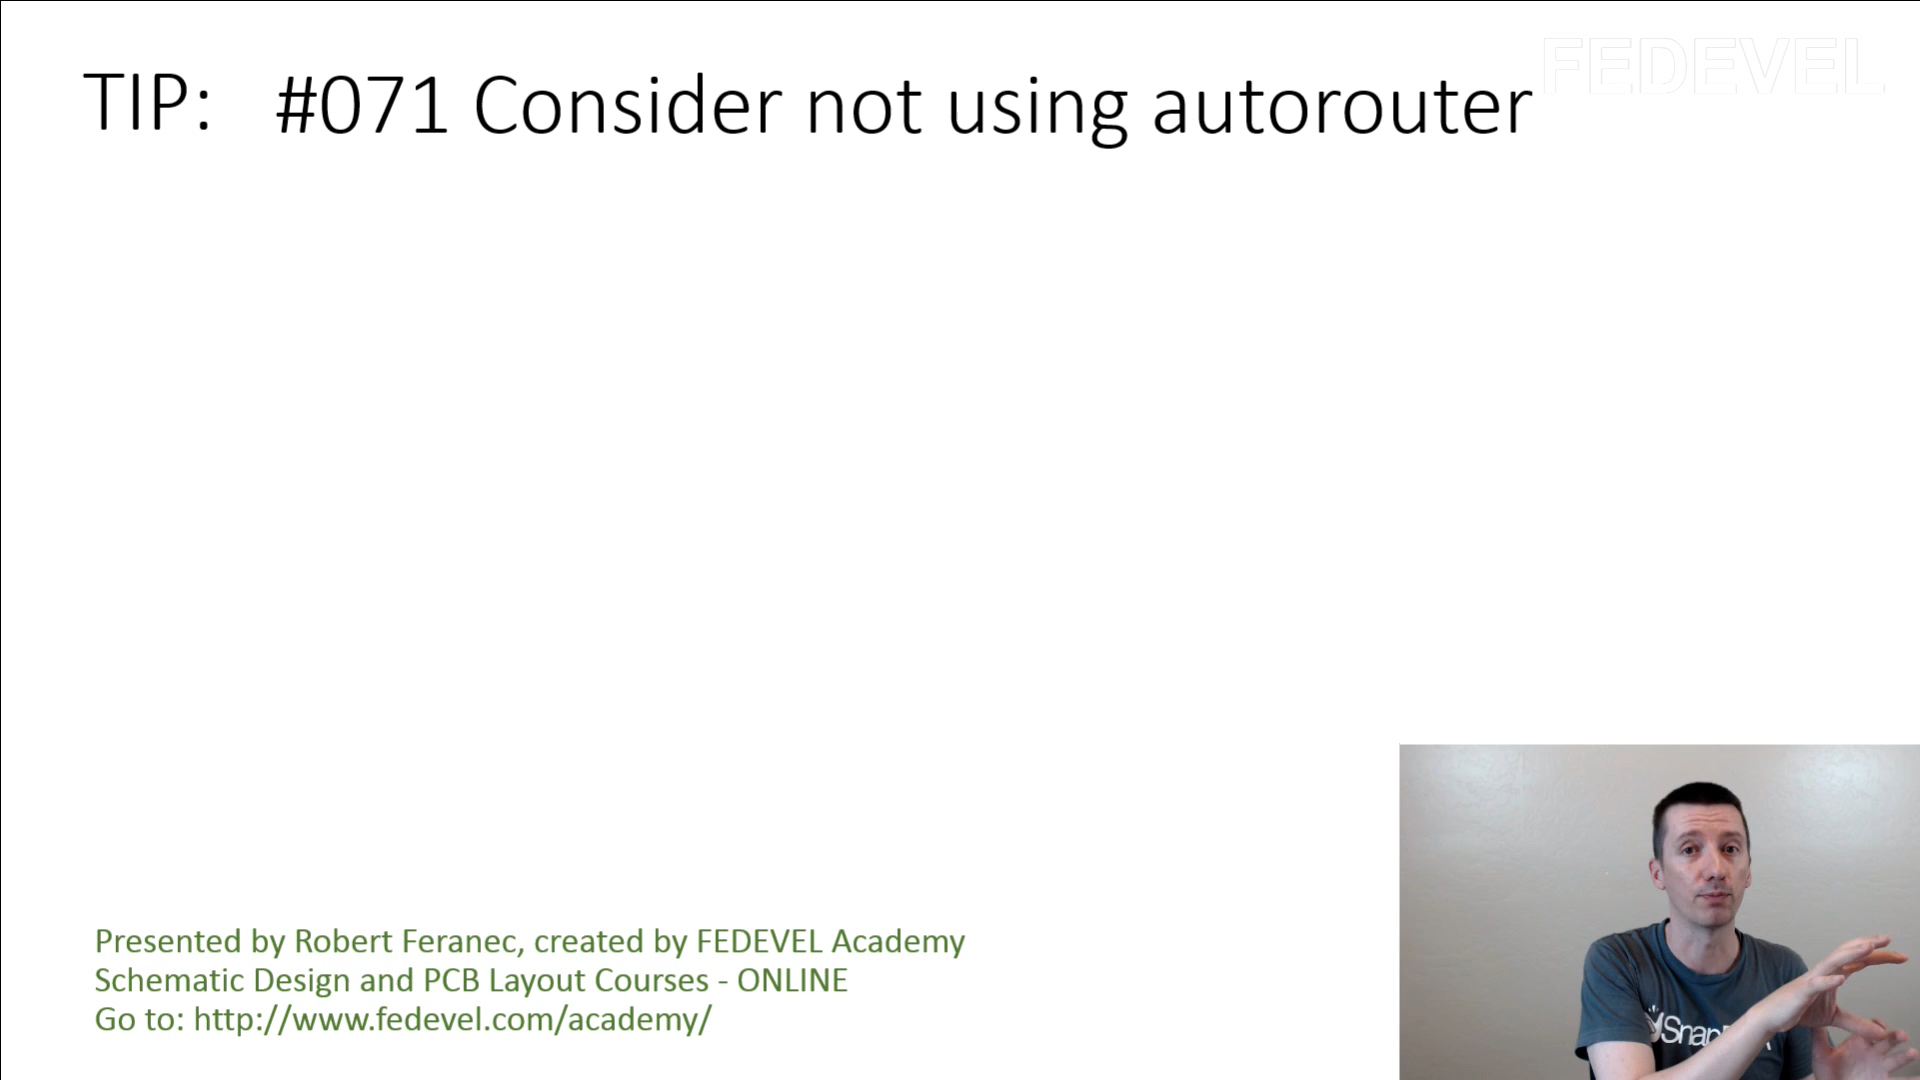 FEDEVEL
TIP: #071 Consider not using autorouter
Presented by Robert Feranec, created by FEDEVEL Academy
Schematic Design and PCB Layout Courses - ONLINE
Go to: http://www.fedevel.com/academy/